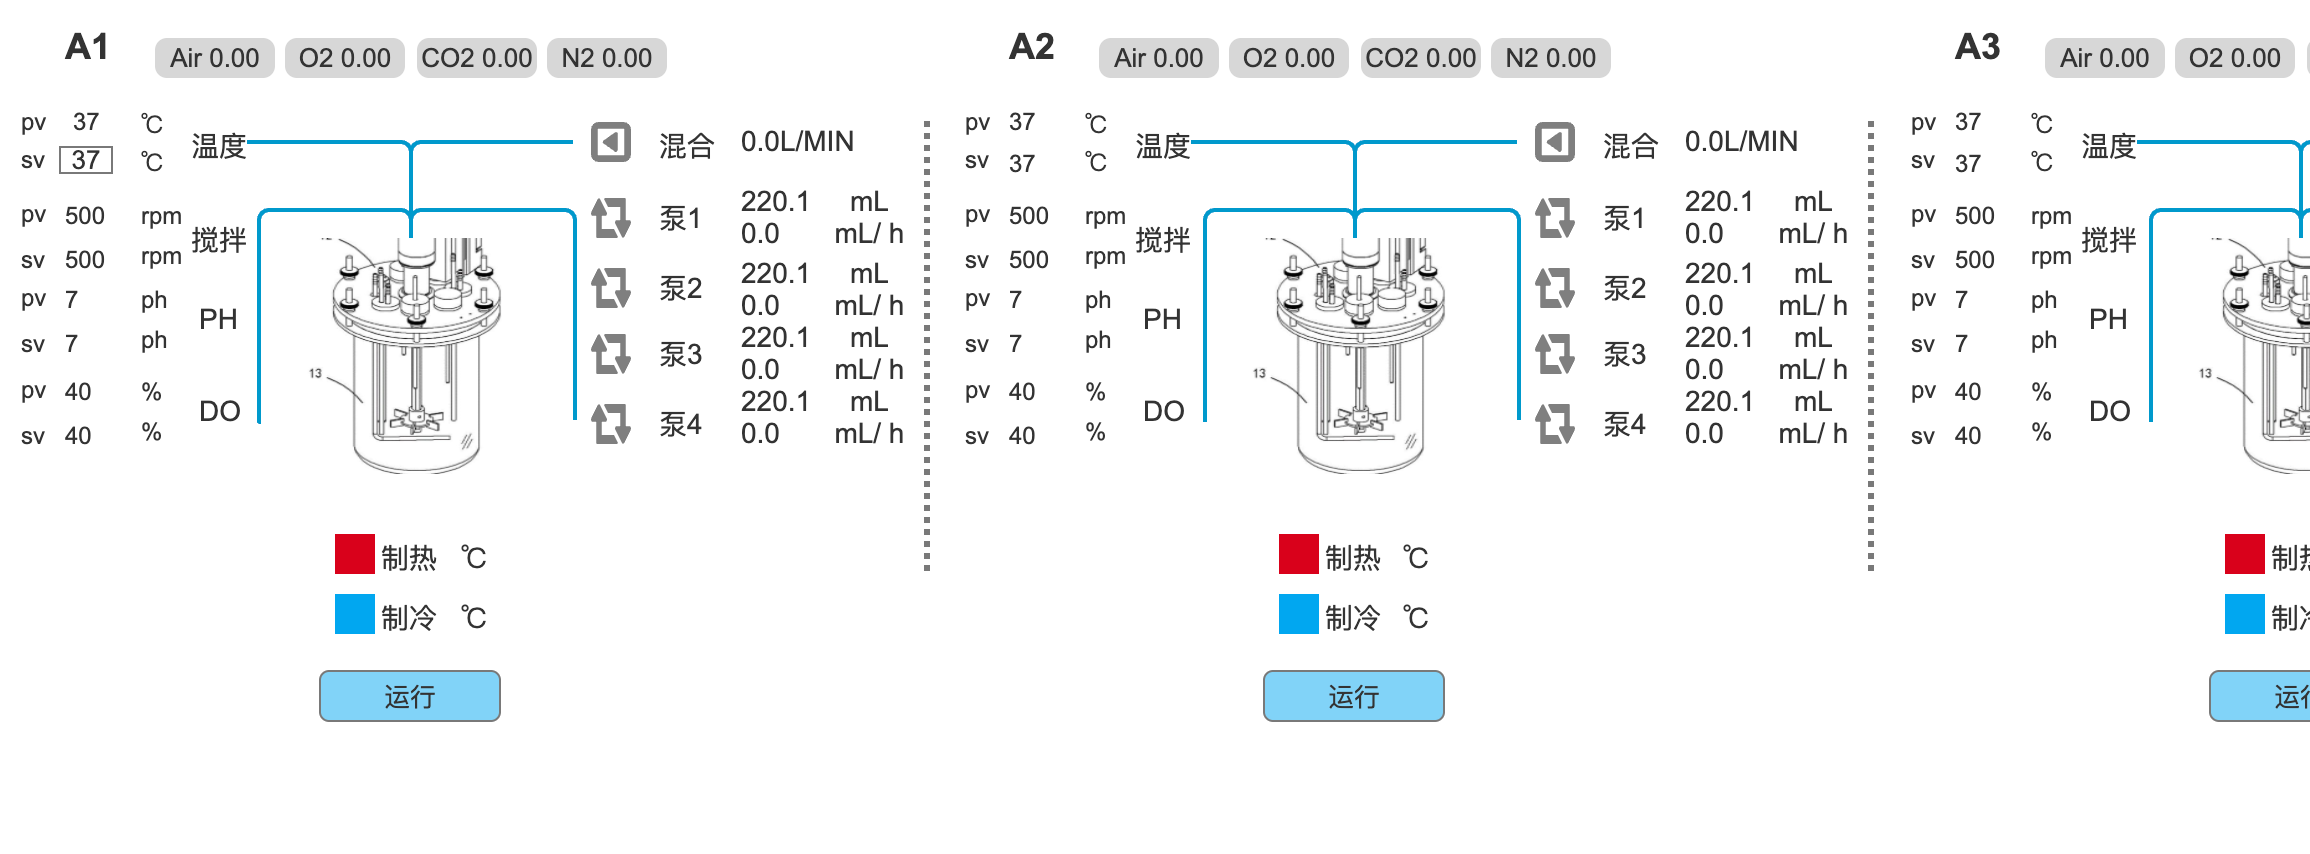 A1 Air 0.00 O2 0.00 CO2 0.00 N2 0.00
pv 37 ℃
sv 37 ℃
温度
pv 500 rpm
sv 500 rpm
搅拌
pv 7 ph
sv 7 ph
PH
pv 40 %
sv 40 %
DO
13
混合 0.0L/MIN
泵1 220.1 mL
0.0 mL/ h
泵2 220.1 mL
0.0 mL/ h
泵3 220.1 mL
0.0 mL/ h
泵4 220.1 mL
0.0 mL/ h
制热 ℃
制冷 ℃
运行
A2 Air 0.00 O2 0.00 CO2 0.00 N2 0.00
pv 37 ℃
sv 37 ℃
温度
pv 500 rpm
sv 500 rpm
搅拌
pv 7 ph
sv 7 ph
PH
pv 40 %
sv 40 %
DO
13
混合 0.0L/MIN
泵1 220.1 mL
0.0 mL/ h
泵2 220.1 mL
0.0 mL/ h
泵3 220.1 mL
0.0 mL/ h
泵4 220.1 mL
0.0 mL/ h
制热 ℃
制冷 ℃
运行
A3 Air 0.00 O2 0.00
pv 37 ℃
sv 37 ℃
温度
pv 500 rpm
sv 500 rpm
搅拌
pv 7 ph
sv 7 ph
PH
pv 40 %
sv 40 %
DO
13
制
制
运